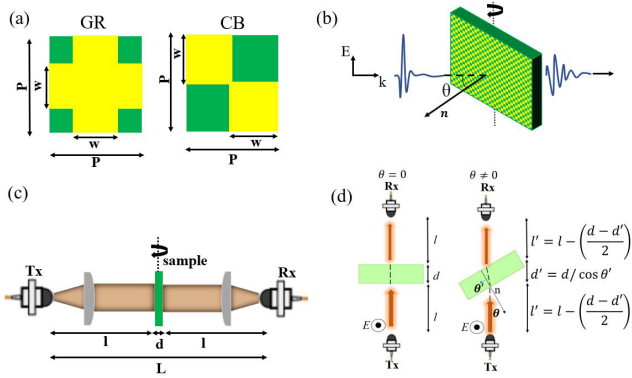 (a)
GR
CB
P
w
w
P
P
w
w
P
(b)
E
k
θ
n
(c)
sample
Tx
Rx
l
d
l
L
(d)
θ = 0
Rx
θ ≠ 0
Rx
l
d
l
E
Tx
θ'
n
θ
E
Tx
l' = l − ((d − d')/2)
d' = d/ cos θ'
l' = l − ((d − d')/2)